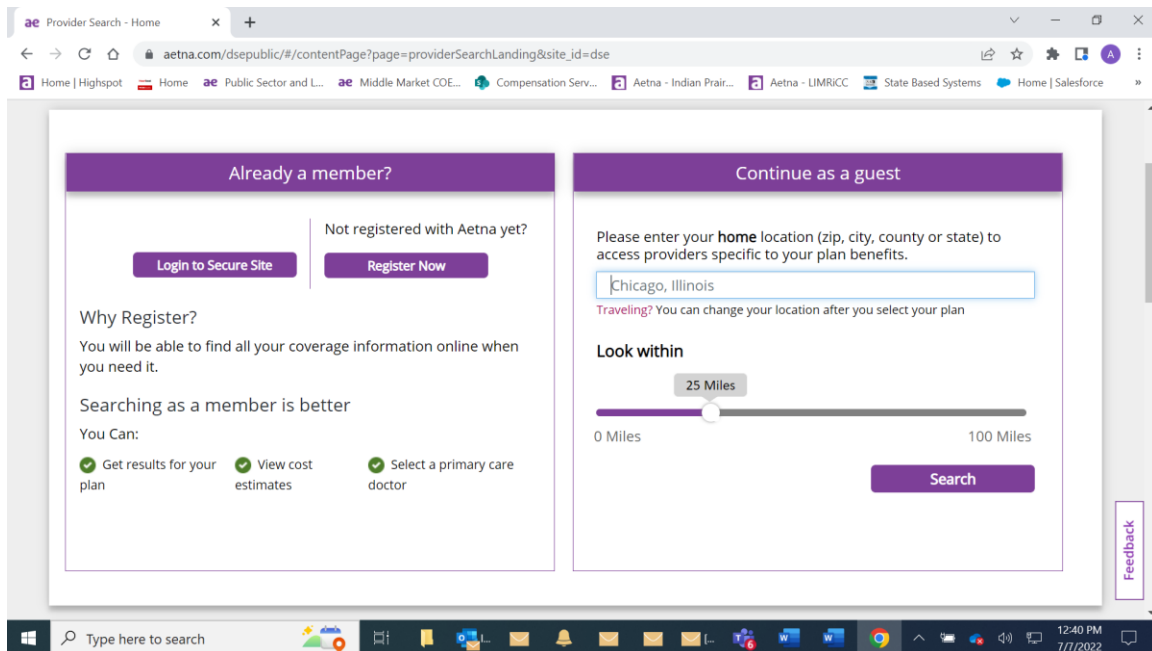 ae Provider Search - Home
aetna.com/dsepublic/#/contentPage?page=providerSearchLanding&site_id=dse
A
a Home | Highspot Home ae Public Sector and L... ae Middle Market COE... Compensation Serv... a Aetna - Indian Prair... a Aetna - LIMRiCC State Based Systems Home | Salesforce »
Already a member?
Not registered with Aetna yet?
Login to Secure Site
Register Now
Why Register?
You will be able to find all your coverage information online when
you need it.
Searching as a member is better
You Can:
Get results for your
plan
View cost
estimates
Select a primary care
doctor
Continue as a guest
Please enter your home location (zip, city, county or state) to
access providers specific to your plan benefits.
Chicago, Illinois
Traveling? You can change your location after you select your plan
Look within
25 Miles
0 Miles 100 Miles
Search
Feedback
Type here to search
L...
[...
6
W
W
12:40 PM
7/7/2022